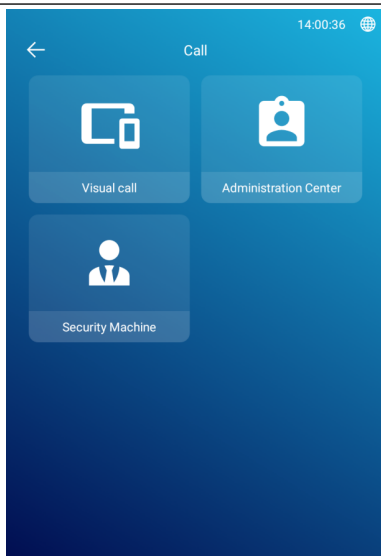 14:00:36
Call
Visual call
Administration Center
Security Machine